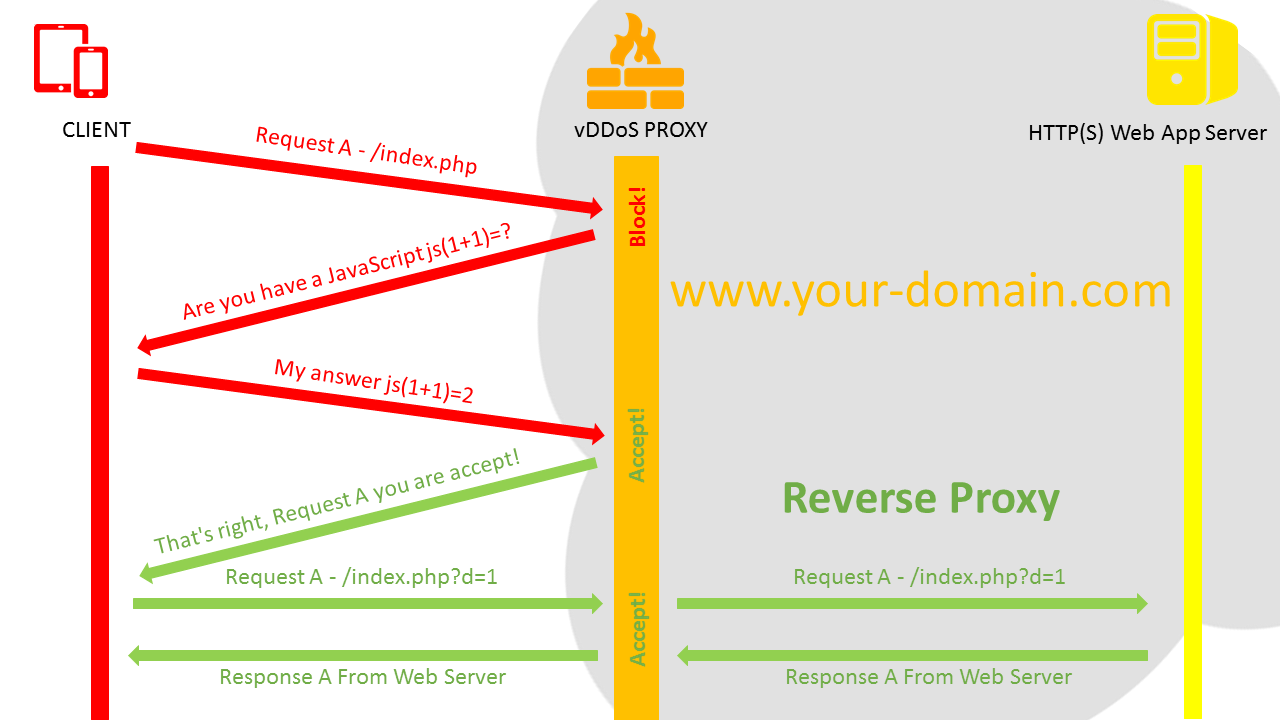 CLIENT
vDDoS PROXY
HTTP(S) Web App Server
Request A - /index.php
Block!
Are you have a JavaScript js(1+1)=?
www.your-domain.com
My answer js(1+1)=2
Accept!
That's right, Request A you are accept!
Reverse Proxy
Request A - /index.php?d=1
Request A - /index.php?d=1
Accept!
Response A From Web Server
Response A From Web Server